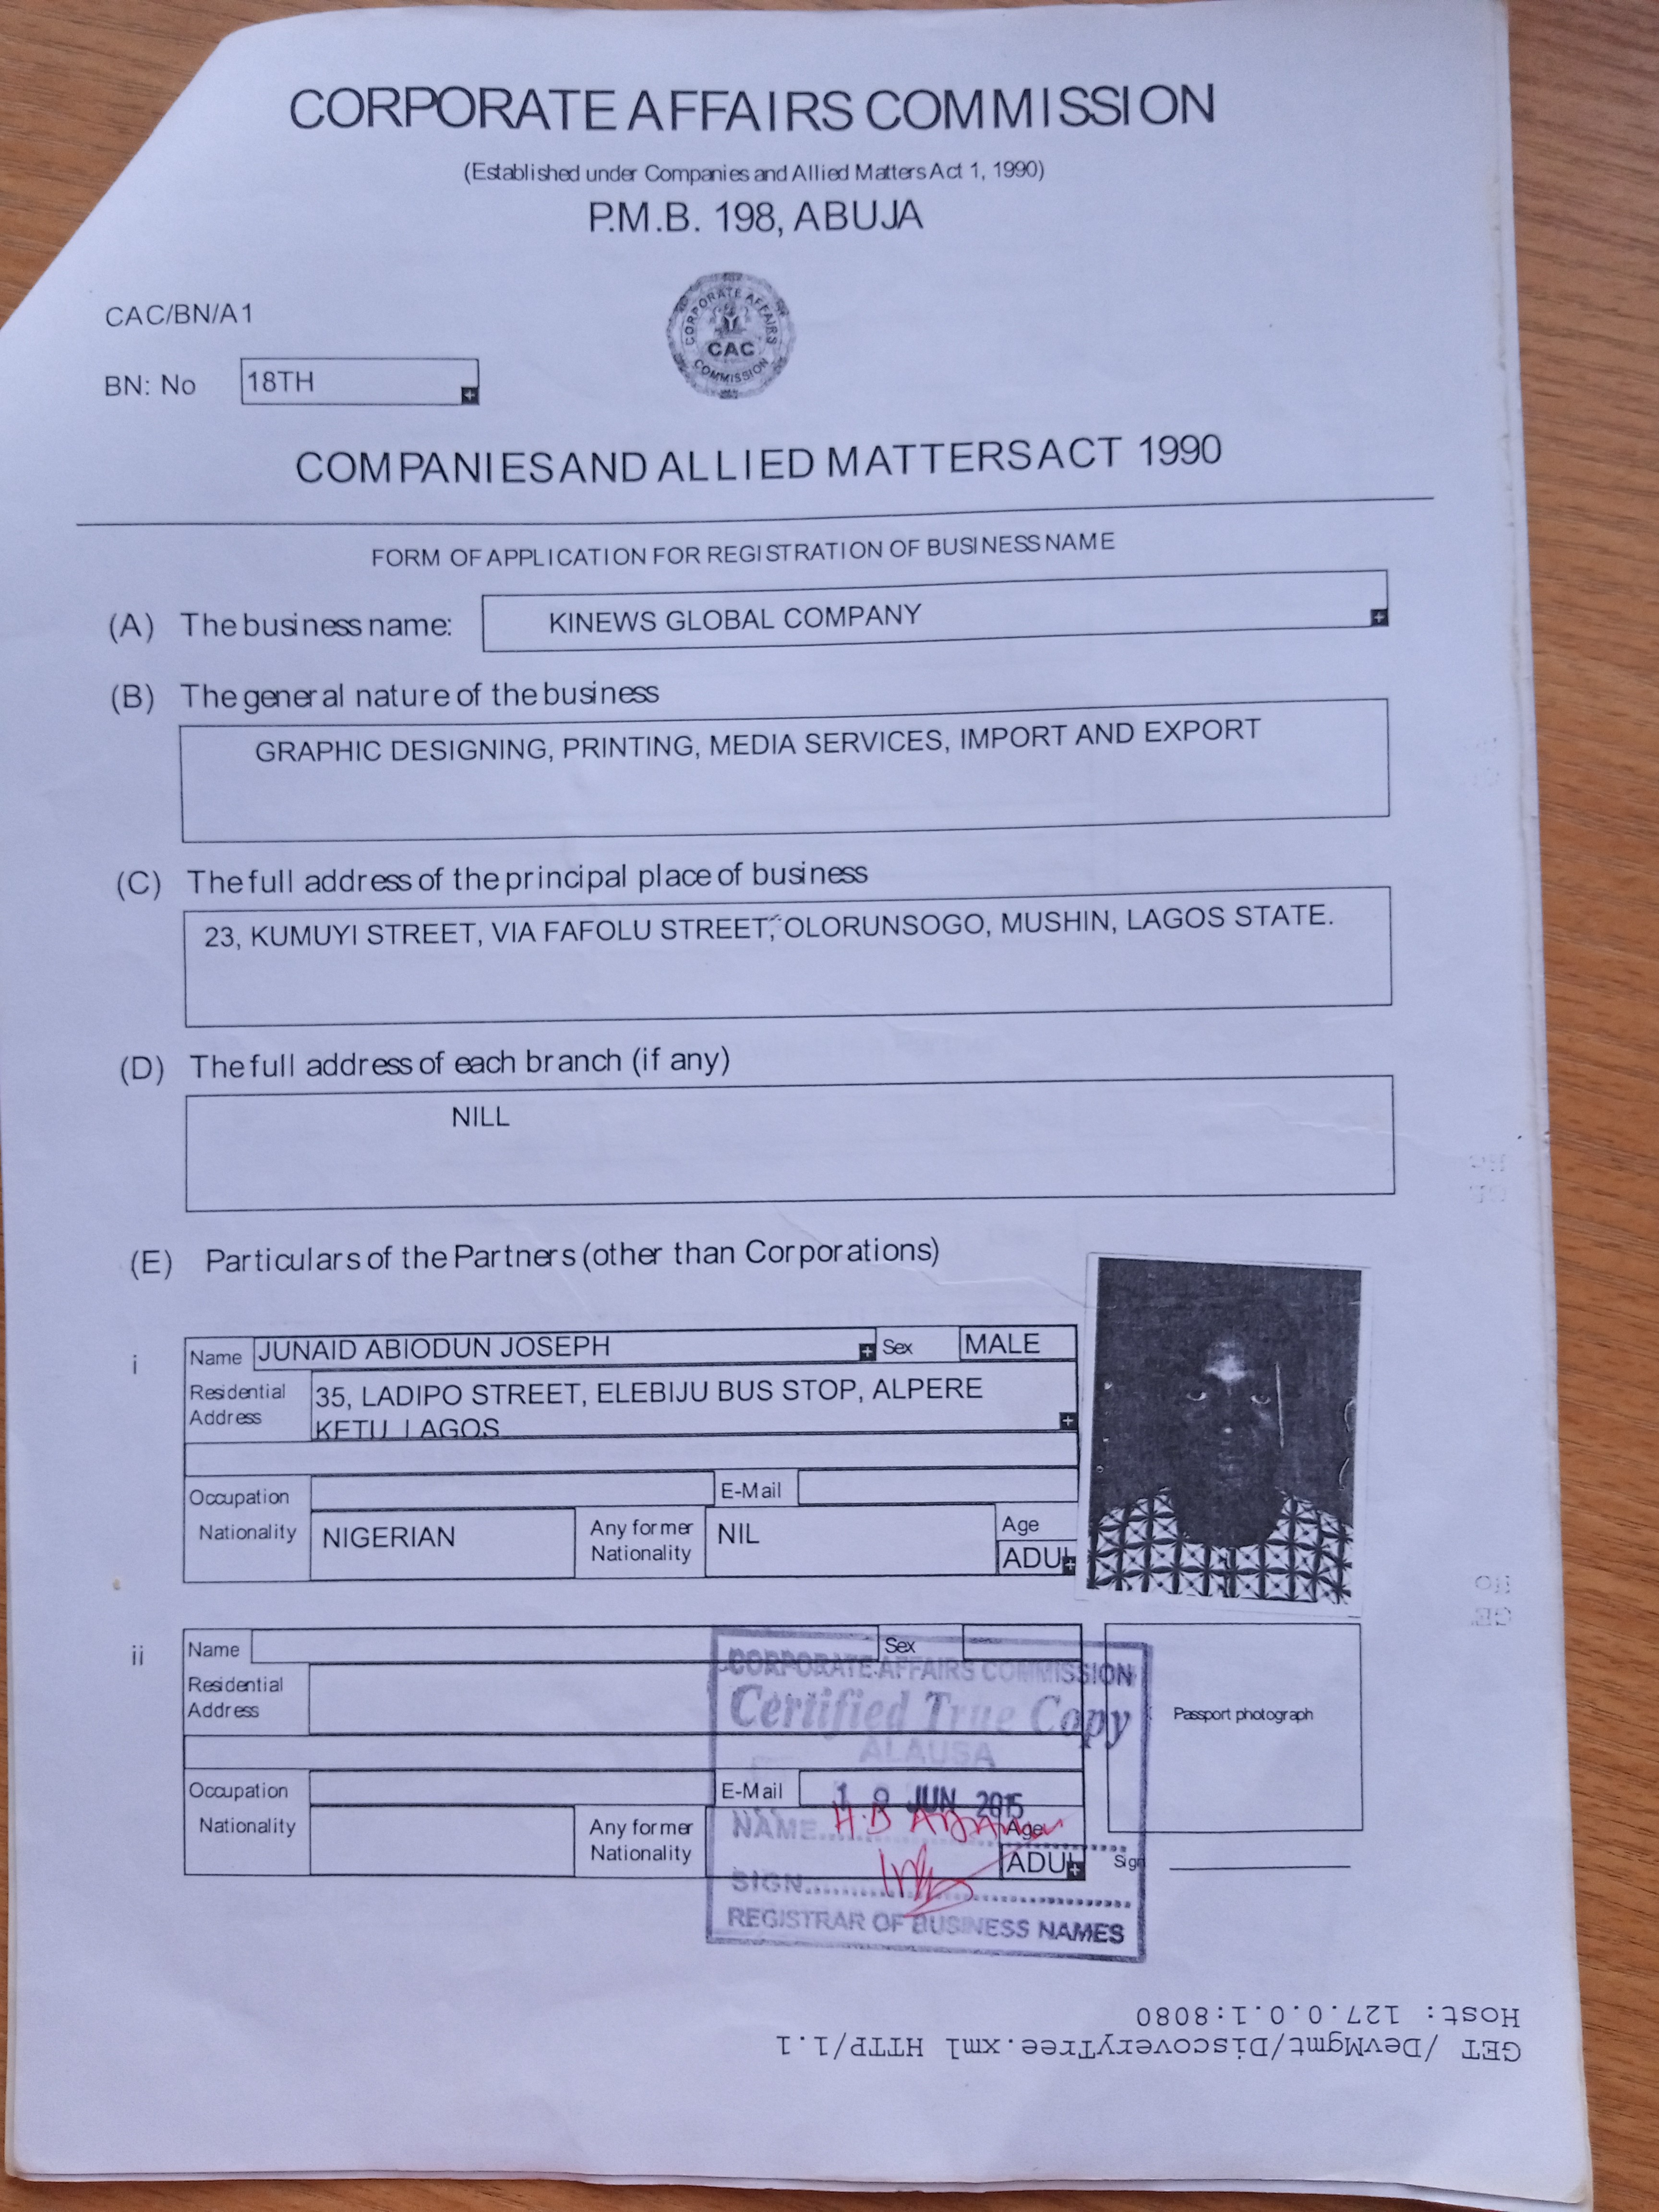 CORPORATE AFFAIRS COMMISSION
(Established under Companies and Allied Matters Act 1, 1990)
P.M.B. 198, ABUJA
CAC/BN/A1
CORPORATE AFFAIRS
CAC
COMMISSION
BN: No 18TH
COMPANIES AND ALLIED MATTERS ACT 1990
FORM OF APPLICATION FOR REGISTRATION OF BUSINESS NAME
(A) The business name: KINEWS GLOBAL COMPANY
(B) The general nature of the business
GRAPHIC DESIGNING, PRINTING, MEDIA SERVICES, IMPORT AND EXPORT
(C) The full address of the principal place of business
23, KUMUYI STREET, VIA FAFOLU STREET, OLORUNSOGO, MUSHIN, LAGOS STATE.
(D) The full address of each branch (if any)
NILL
(E) Particulars of the Partners (other than Corporations)
i Name JUNAID ABIODUN JOSEPH Sex MALE
Residential Address 35, LADIPO STREET, ELEBIJU BUS STOP, ALPERE
KETU LAGOS
Occupation E-Mail
Nationality NIGERIAN Any former Nationality NIL Age
ADUL
ii Name Sex
CORPORATE AFFAIRS COMMISSION
Residential
Address
Certified True Copy
Passport photograph
ALAUSA
Occupation E-Mail
JUN 2015
Nationality Any former Nationality Age
NAME H.D
ADUL Sign
SIGN
REGISTRAR OF BUSINESS NAMES
Host: 127.0.0.1:8080
GET /DevMgmt/DiscoveryTree.xml HTTP/1.1